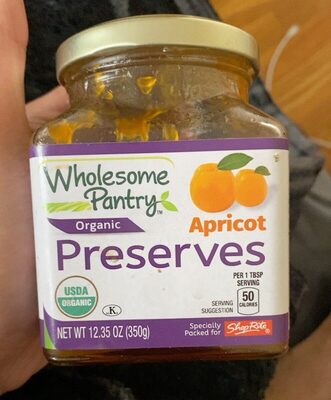 Wholesome
Pantry™
Organic
Apricot
Preserves
PER 1 TBSP
SERVING
50
CALORIES
SERVING
SUGGESTION
USDA
ORGANIC
K
NET WT 12.35 OZ (350g)
Specially
Packed for
ShopRite